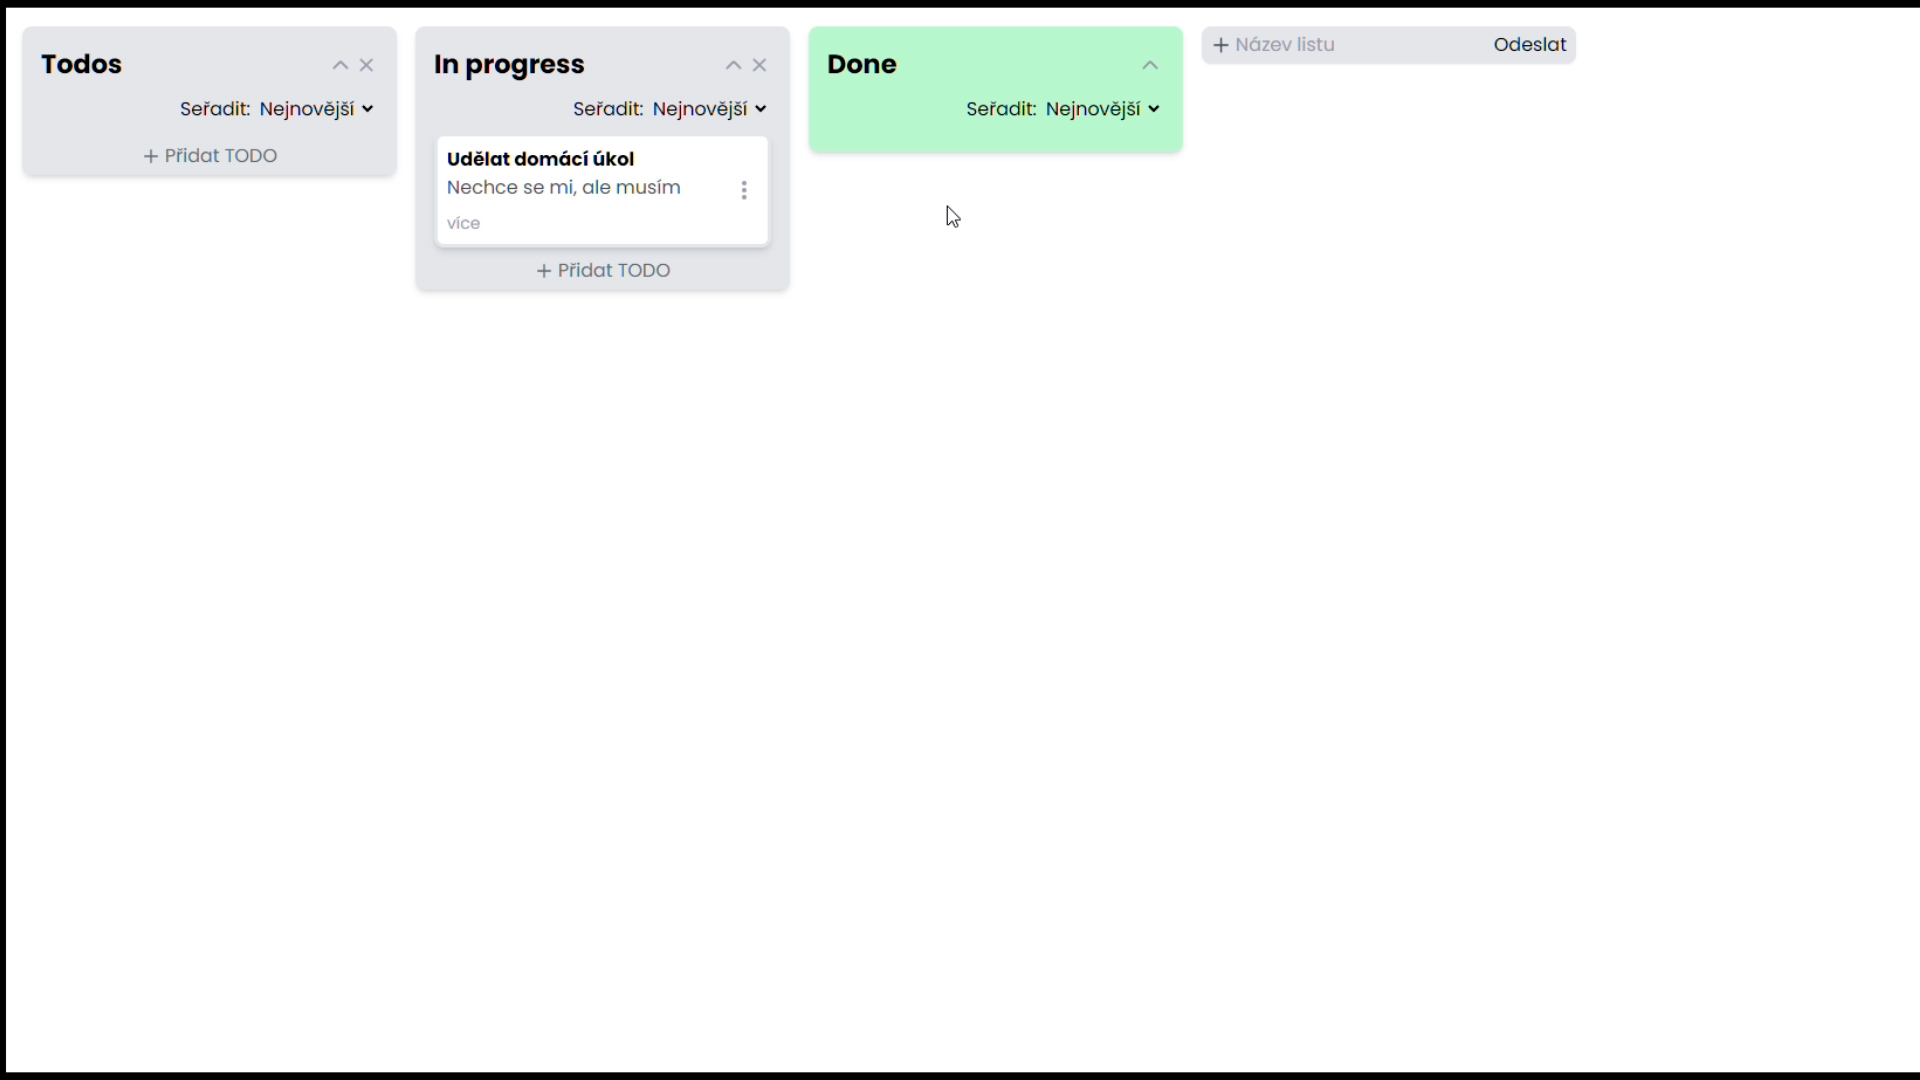 Todos
Seřadit: Nejnovější
+ Přidat TODO
In progress
Seřadit: Nejnovější
Udělat domácí úkol
Nechce se mi, ale musím
více
+ Přidat TODO
Done
Seřadit: Nejnovější
+ Název listu Odeslat